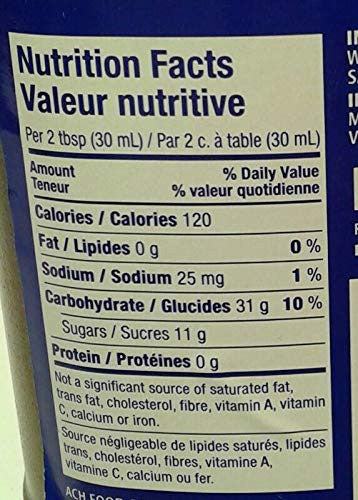 Nutrition Facts
Valeur nutritive
Per 2 tbsp (30 mL) / Par 2 c. à table (30 mL)
Amount % Daily Value
Teneur % valeur quotidienne
Calories / Calories 120
Fat / Lipides 0 g 0 %
Sodium / Sodium 25 mg 1 %
Carbohydrate / Glucides 31 g 10 %
Sugars / Sucres 11 g
Protein / Protéines 0 g
Not a significant source of saturated fat,
trans fat, cholesterol, fibre, vitamin A, vitamin
C, calcium or iron.
Source négligeable de lipides saturés, lipides
trans, cholestérol, fibres, vitamine A,
vitamine C, calcium ou fer.
ACH FOOD